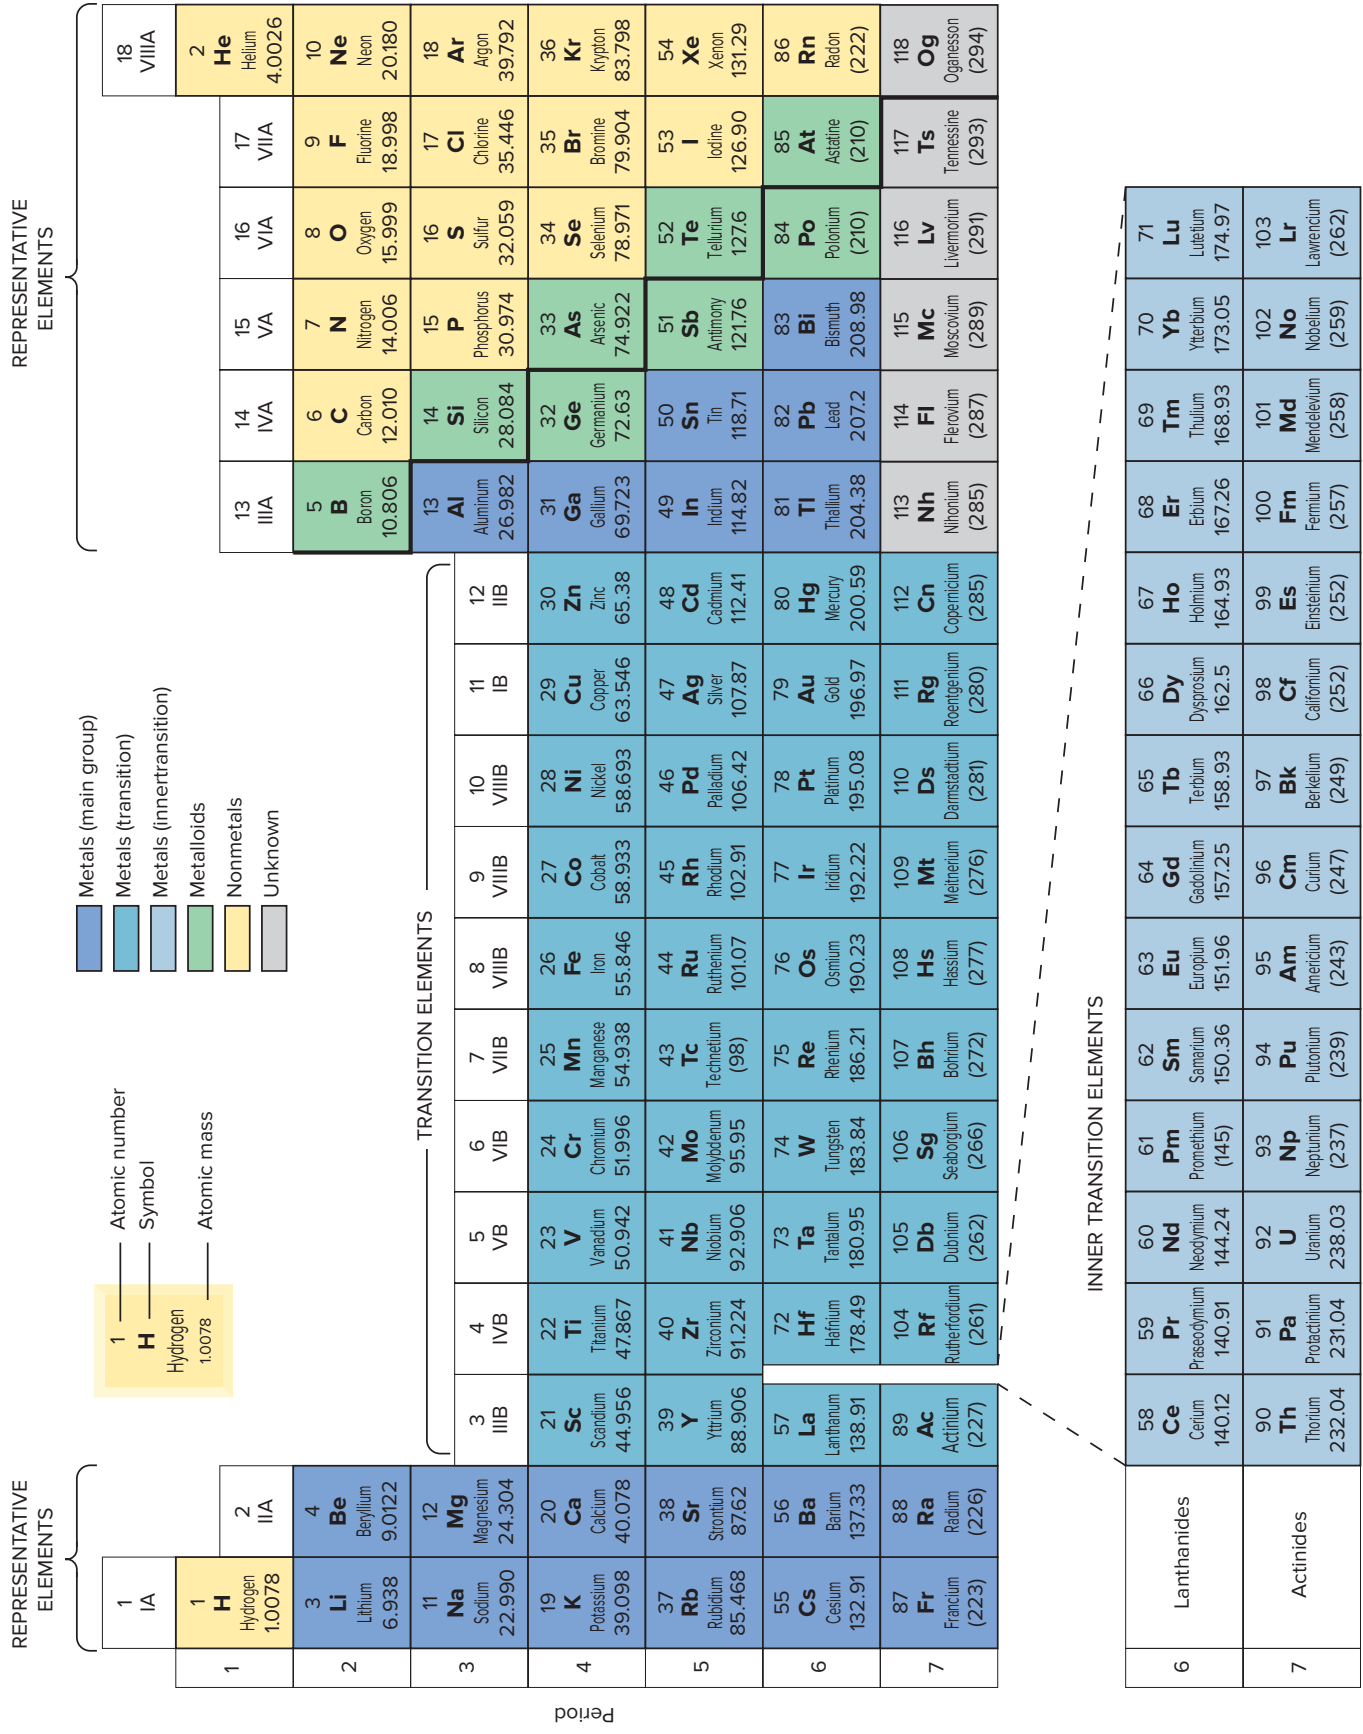 REPRESENTATIVE
ELEMENTS
1
IA
2
IIA
1
H
Hydrogen
1.0078
Atomic number
Symbol
Atomic mass
Metals (main group)
Metals (transition)
Metals (innertransition)
Metalloids
Nonmetals
Unknown
REPRESENTATIVE
ELEMENTS
13
IIIA
14
IVA
15
VA
16
VIA
17
VIIA
18
VIIIA
TRANSITION ELEMENTS
3
IIIB
4
IVB
5
VB
6
VIB
7
VIIB
8
VIIIB
9
VIIIB
10
VIIIB
11
IB
12
IIB
Period
1
1
H
Hydrogen
1.0078
2
He
Helium
4.0026
2
3
Li
Lithium
6.938
4
Be
Beryllium
9.0122
5
B
Boron
10.806
6
C
Carbon
12.010
7
N
Nitrogen
14.006
8
O
Oxygen
15.999
9
F
Fluorine
18.998
10
Ne
Neon
20.180
3
11
Na
Sodium
22.990
12
Mg
Magnesium
24.304
13
Al
Aluminum
26.982
14
Si
Silicon
28.084
15
P
Phosphorus
30.974
16
S
Sulfur
32.059
17
Cl
Chlorine
35.446
18
Ar
Argon
39.792
4
19
K
Potassium
39.098
20
Ca
Calcium
40.078
21
Sc
Scandium
44.956
22
Ti
Titanium
47.867
23
V
Vanadium
50.942
24
Cr
Chromium
51.996
25
Mn
Manganese
54.938
26
Fe
Iron
55.846
27
Co
Cobalt
58.933
28
Ni
Nickel
58.693
29
Cu
Copper
63.546
30
Zn
Zinc
65.38
31
Ga
Gallium
69.723
32
Ge
Germanium
72.63
33
As
Arsenic
74.922
34
Se
Selenium
78.971
35
Br
Bromine
79.904
36
Kr
Krypton
83.798
5
37
Rb
Rubidium
85.468
38
Sr
Strontium
87.62
39
Y
Yttrium
88.906
40
Zr
Zirconium
91.224
41
Nb
Niobium
92.906
42
Mo
Molybdenum
95.95
43
Tc
Technetium
(98)
44
Ru
Ruthenium
101.07
45
Rh
Rhodium
102.91
46
Pd
Palladium
106.42
47
Ag
Silver
107.87
48
Cd
Cadmium
112.41
49
In
Indium
114.82
50
Sn
Tin
118.71
51
Sb
Antimony
121.76
52
Te
Tellurium
127.6
53
I
Iodine
126.90
54
Xe
Xenon
131.29
6
55
Cs
Cesium
132.91
56
Ba
Barium
137.33
57
La
Lanthanum
138.91
72
Hf
Hafnium
178.49
73
Ta
Tantalum
180.95
74
W
Tungsten
183.84
75
Re
Rhenium
186.21
76
Os
Osmium
190.23
77
Ir
Iridium
192.22
78
Pt
Platinum
195.08
79
Au
Gold
196.97
80
Hg
Mercury
200.59
81
Tl
Thallium
204.38
82
Pb
Lead
207.2
83
Bi
Bismuth
208.98
84
Po
Polonium
(210)
85
At
Astatine
(210)
86
Rn
Radon
(222)
7
87
Fr
Francium
(223)
88
Ra
Radium
(226)
89
Ac
Actinium
(227)
104
Rf
Rutherfordium
(261)
105
Db
Dubnium
(262)
106
Sg
Seaborgium
(266)
107
Bh
Bohrium
(272)
108
Hs
Hassium
(277)
109
Mt
Meitnerium
(276)
110
Ds
Darmstadtium
(281)
111
Rg
Roentgenium
(280)
112
Cn
Copernicium
(285)
113
Nh
Nihonium
(285)
114
Fl
Flerovium
(287)
115
Mc
Moscovium
(289)
116
Lv
Livermorium
(291)
117
Ts
Tennessine
(293)
118
Og
Oganesson
(294)
INNER TRANSITION ELEMENTS
6
Lanthanides
58
Ce
Cerium
140.12
59
Pr
Praseodynium
140.91
60
Nd
Neodymium
144.24
61
Pm
Promethium
(145)
62
Sm
Samarium
150.36
63
Eu
Europium
151.96
64
Gd
Gadolinium
157.25
65
Tb
Terbium
158.93
66
Dy
Dysprosium
162.5
67
Ho
Holmium
164.93
68
Er
Erbium
167.26
69
Tm
Thulium
168.93
70
Yb
Ytterbium
173.05
71
Lu
Lutetium
174.97
7
Actinides
90
Th
Thorium
232.04
91
Pa
Protactinium
231.04
92
U
Uranium
238.03
93
Np
Neptunium
(237)
94
Pu
Plutonium
(239)
95
Am
Americium
(243)
96
Cm
Curium
(247)
97
Bk
Berkelium
(249)
98
Cf
Californium
(252)
99
Es
Einsteinium
(252)
100
Fm
Fermium
(257)
101
Md
Mendelevium
(258)
102
No
Nobelium
(259)
103
Lr
Lawrencium
(262)